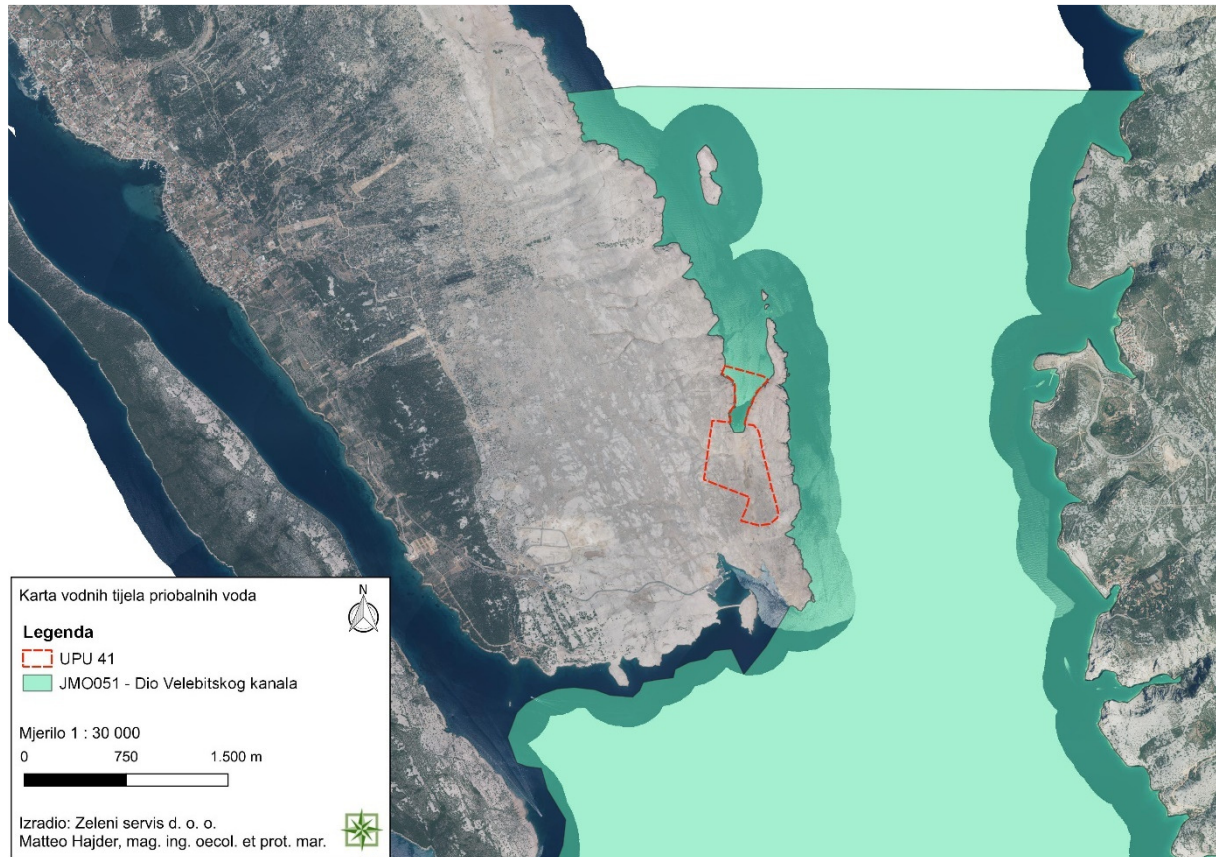 Karta vodnih tijela priobalnih voda
N
Legenda
UPU 41
JMO051 - Dio Velebitskog kanala
Mjerilo 1 : 30 000
0 750 1.500 m
Izradio: Zeleni servis d. o. o.
Matteo Hajder, mag. ing. oecol. et prot. mar.